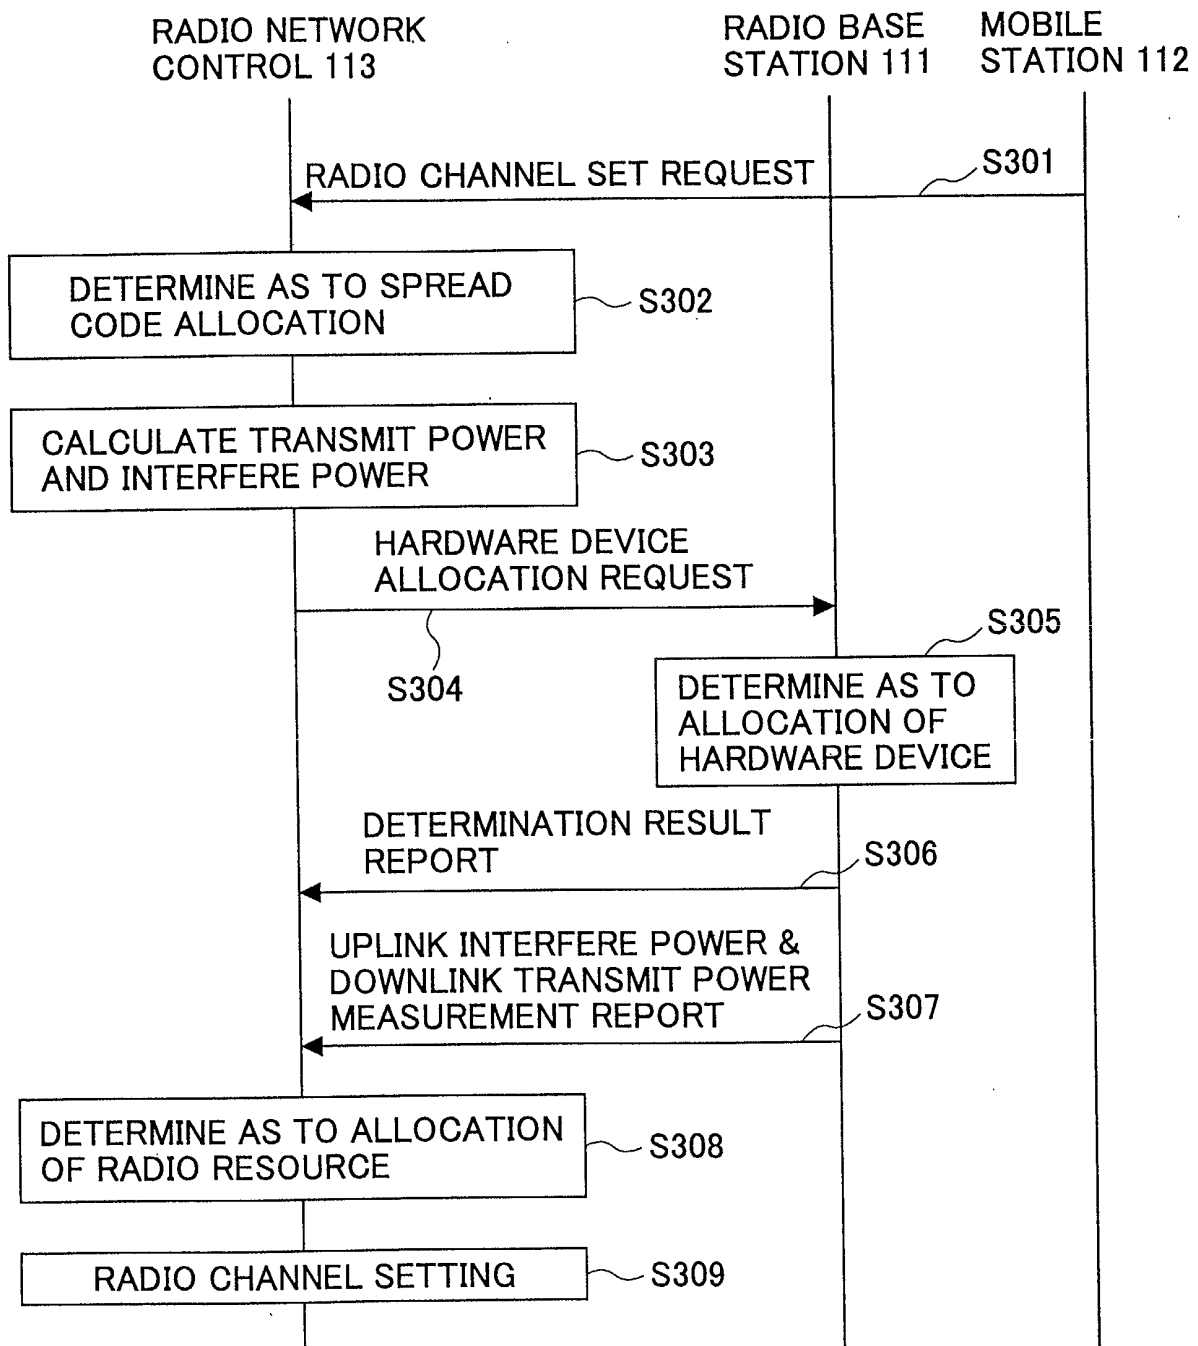 RADIO NETWORK
CONTROL 113
RADIO BASE
STATION 111
MOBILE
STATION 112
RADIO CHANNEL SET REQUEST
S301
DETERMINE AS TO SPREAD
CODE ALLOCATION
S302
CALCULATE TRANSMIT POWER
AND INTERFERE POWER
S303
HARDWARE DEVICE
ALLOCATION REQUEST
S304
S305
DETERMINE AS TO
ALLOCATION OF
HARDWARE DEVICE
DETERMINATION RESULT
REPORT
S306
UPLINK INTERFERE POWER &
DOWNLINK TRANSMIT POWER
MEASUREMENT REPORT
S307
DETERMINE AS TO ALLOCATION
OF RADIO RESOURCE
S308
RADIO CHANNEL SETTING
S309